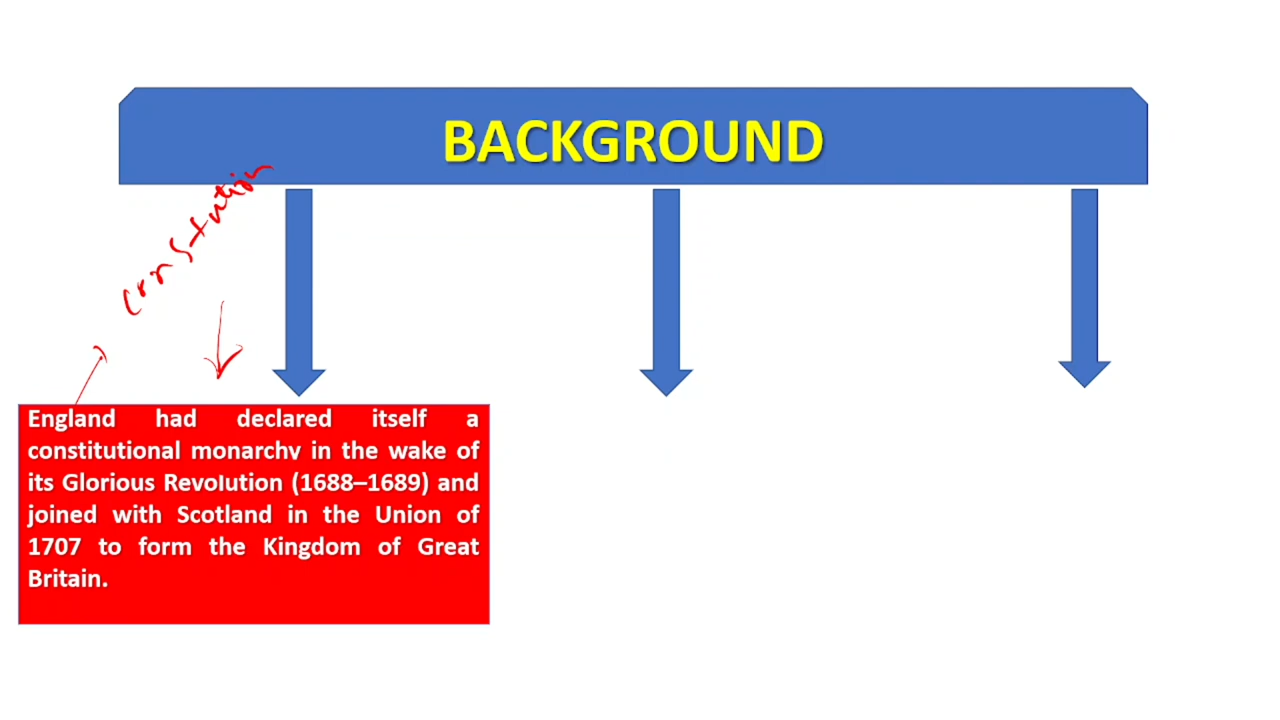 BACKGROUND
constution
England had declared itself a
constitutional monarchy in the wake of
its Glorious Revolution (1688–1689) and
joined with Scotland in the Union of
1707 to form the Kingdom of Great
Britain.